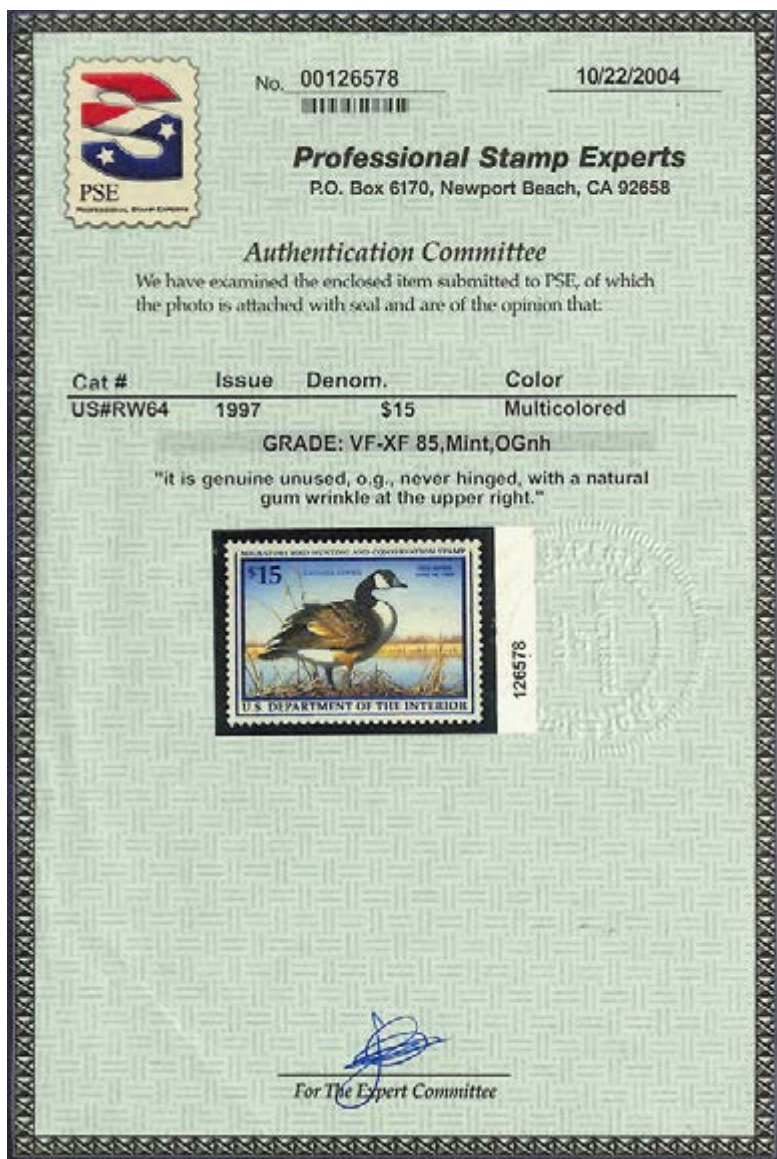 No. 00126578
10/22/2004
PSE
PROFESSIONAL STAMP EXPERTS
Professional Stamp Experts
P.O. Box 6170, Newport Beach, CA 92658
Authentication Committee
We have examined the enclosed item submitted to PSE, of which
the photo is attached with seal and are of the opinion that:
Cat # Issue Denom. Color
US#RW64 1997 $15 Multicolored
GRADE: VF-XF 85,Mint,OGnh
"it is genuine unused, o.g., never hinged, with a natural
gum wrinkle at the upper right."
MIGRATORY BIRD HUNTING AND CONSERVATION STAMP
$15
CANADA GOOSE
U.S. DEPARTMENT OF THE INTERIOR
126578
EXPERTS
For The Expert Committee